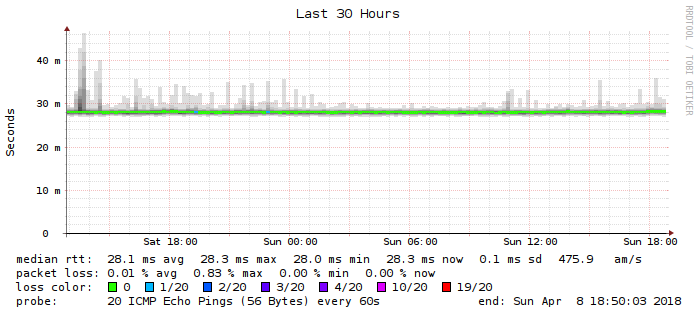 Last 30 Hours
RRDTOOL / TOBI OETIKER
Seconds
40 m
30 m
20 m
10 m
0
Sat 18:00 Sun 00:00 Sun 06:00 Sun 12:00 Sun 18:00
median rtt: 28.1 ms avg 28.3 ms max 28.0 ms min 28.3 ms now 0.1 ms sd 475.9 am/s
packet loss: 0.01 % avg 0.83 % max 0.00 % min 0.00 % now
loss color: 0 1/20 2/20 3/20 4/20 10/20 19/20
probe: 20 ICMP Echo Pings (56 Bytes) every 60s end: Sun Apr 8 18:50:03 2018